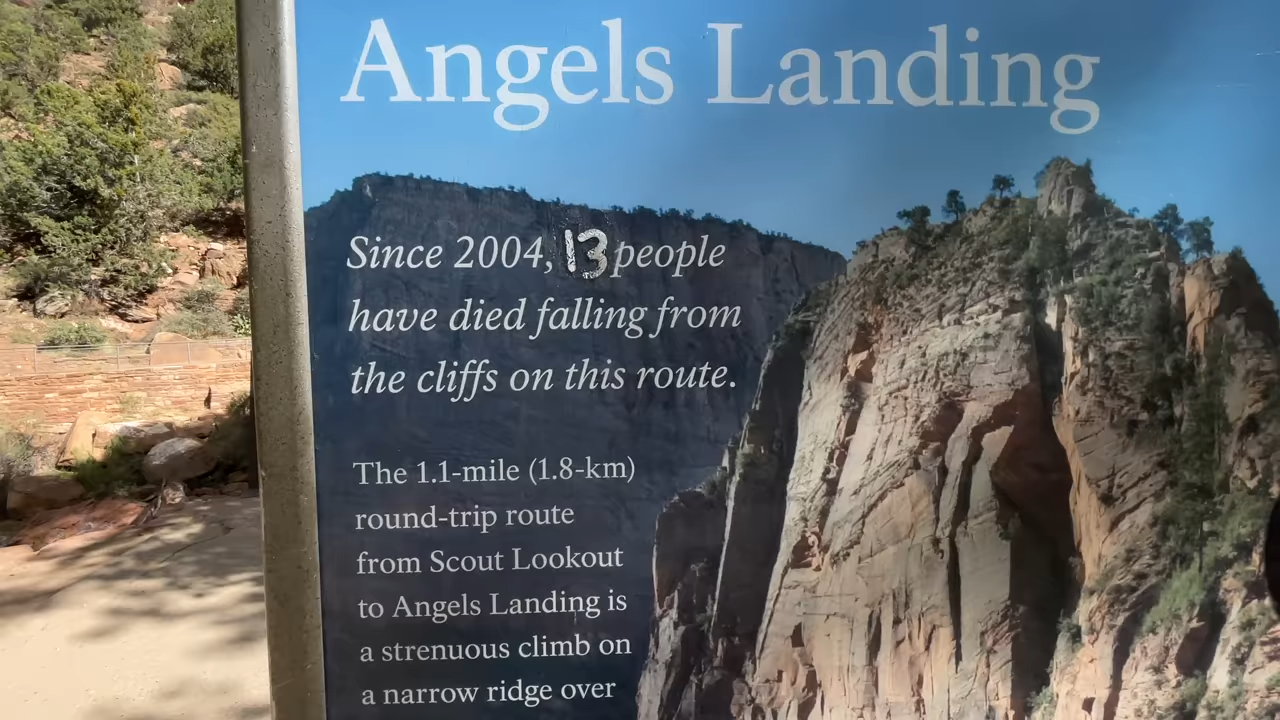 Angels Landing
Since 2004, 13 people
have died falling from
the cliffs on this route.
The 1.1-mile (1.8-km)
round-trip route
from Scout Lookout
to Angels Landing is
a strenuous climb on
a narrow ridge over